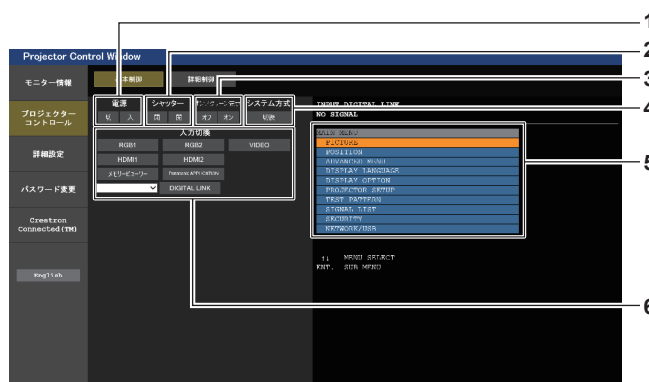 1
Projector Control Window
2
モニター情報
基本制御
詳細制御
3
電源
シャッター
システム方式
4
切
入
閉
開
オフ
オン
切換
INPUT DIGITAL LINK
NO SIGNAL
プロジェクター
コントロール
入力切換
RGB1
RGB2
VIDEO
HDMI1
HDMI2
メモリービューワー
Panasonic APPLICATION
DIGITAL LINK
MAIN MENU
PICTURE
POSITION
ADVANCED MENU
DISPLAY LANGUAGE
DISPLAY OPTION
PROJECTOR SETUP
TEST PATTERN
SIGNAL LIST
SECURITY
NETWORK/USB
5
詳細設定
パスワード変更
Crestron
Connected(TM)
↑↓ MENU SELECT
ENT. SUB MENU
English
6